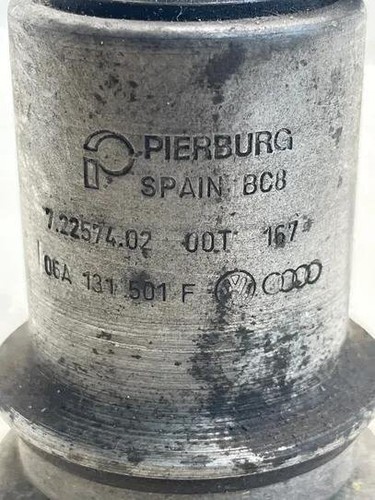 PIERBURG
SPAIN BC8
7.22574.02 00T 167
06A 131 501 F